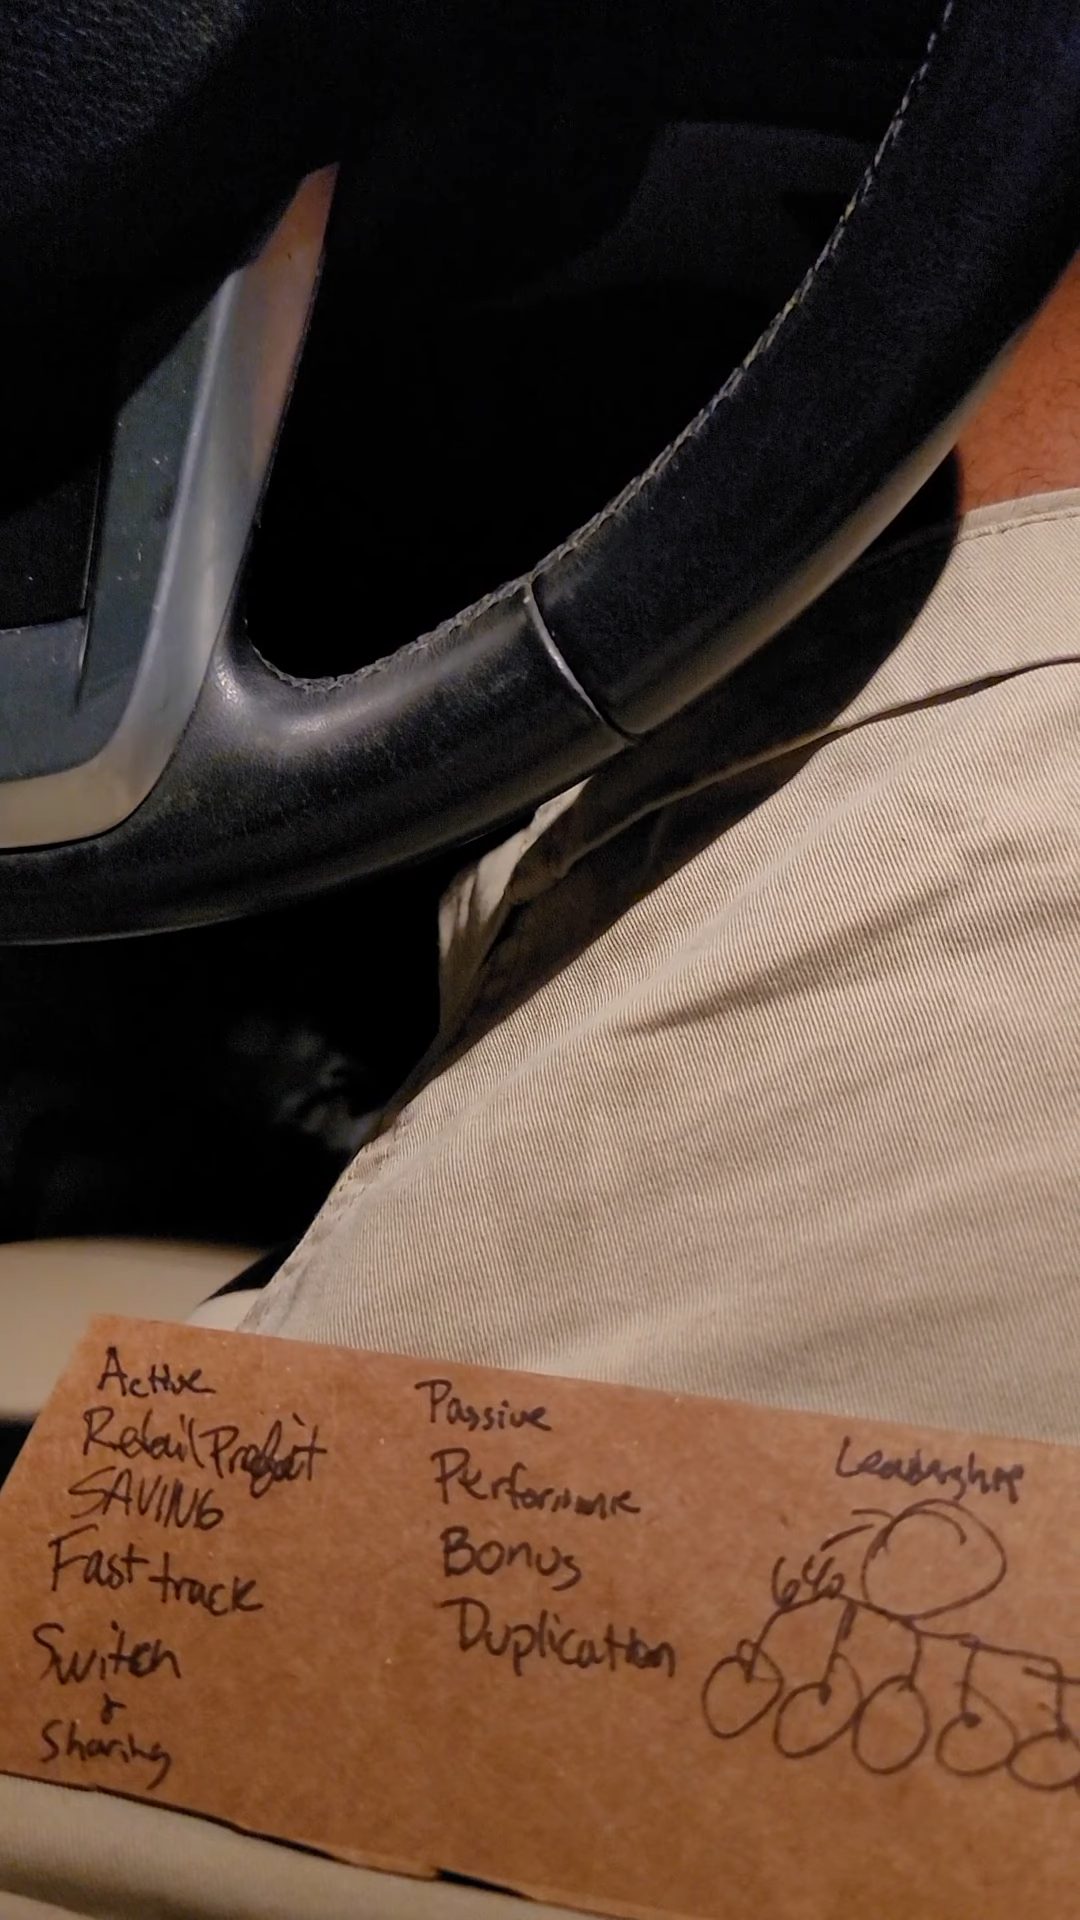 Active
Retail Profit
SAVING
Fast track
Switch
&
Sharing
Passive
Performance
Bonus
Duplication
Leadership
6%